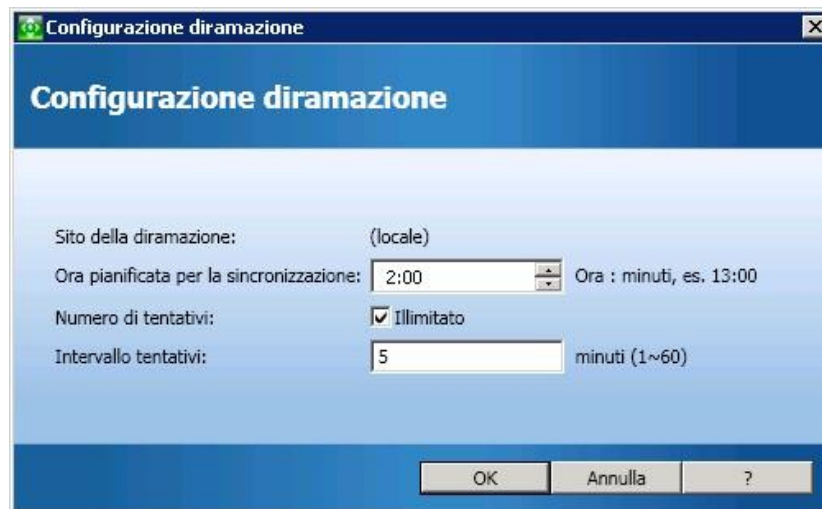 Configurazione diramazione
Configurazione diramazione
Sito della diramazione: (locale)
Ora pianificata per la sincronizzazione: 2:00 Ora : minuti, es. 13:00
Numero di tentativi: Illimitato
Intervallo tentativi: 5 minuti (1~60)
OK Annulla ?